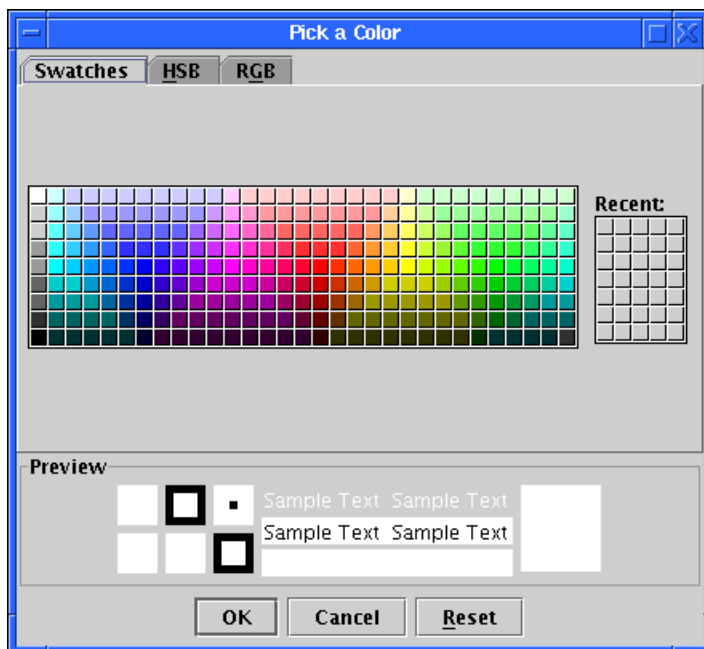 Pick a Color
Swatches HSB RGB
Recent:
Preview
Sample Text Sample Text
Sample Text Sample Text
OK Cancel Reset